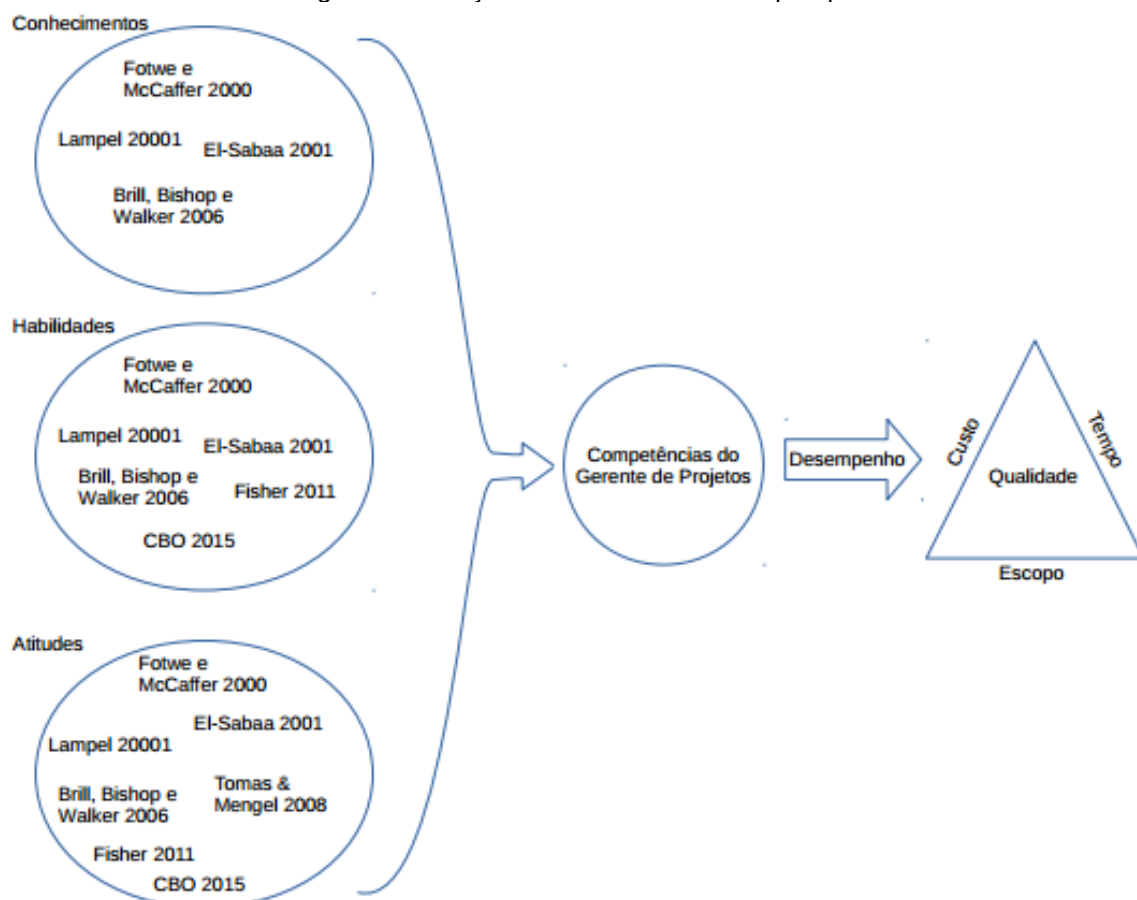 Conhecimentos
Fotwe e
McCaffer 2000
Lampel 20001
El-Sabaa 2001
Brill, Bishop e
Walker 2006
Habilidades
Fotwe e
McCaffer 2000
Lampel 20001
El-Sabaa 2001
Brill, Bishop e
Walker 2006
Fisher 2011
CBO 2015
Atitudes
Fotwe e
McCaffer 2000
El-Sabaa 2001
Lampel 20001
Brill, Bishop e
Walker 2006
Tomas &
Mengel 2008
Fisher 2011
CBO 2015
Competências do
Gerente de Projetos
Desempenho
Custo
Tempo
Qualidade
Escopo